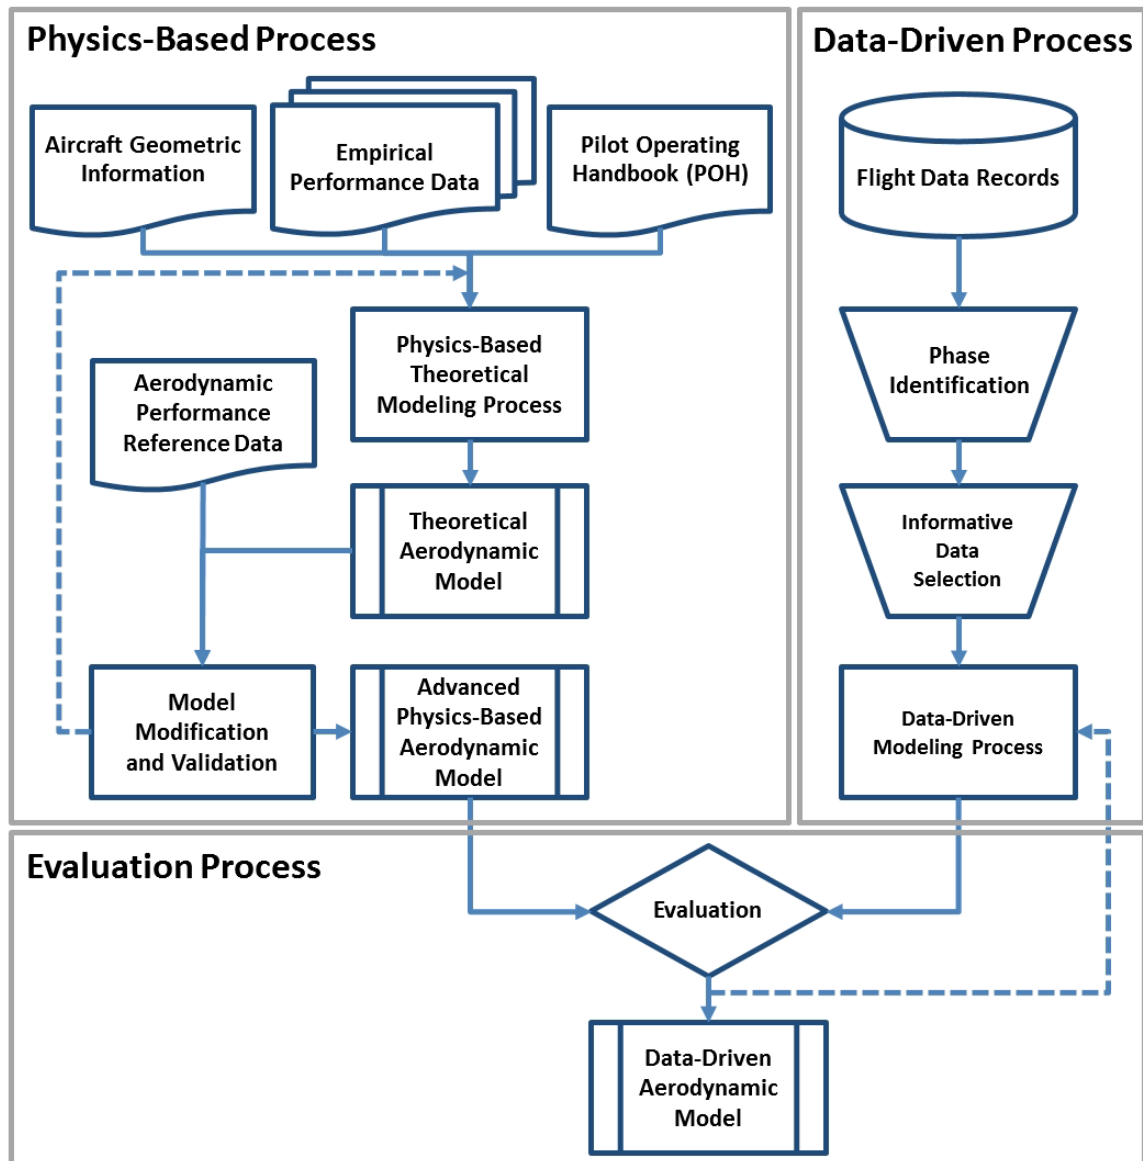 Physics-Based Process
Aircraft Geometric
Information
Empirical
Performance Data
Pilot Operating
Handbook (POH)
Physics-Based
Theoretical
Modeling Process
Aerodynamic
Performance
Reference Data
Theoretical
Aerodynamic
Model
Model
Modification
and Validation
Advanced
Physics-Based
Aerodynamic
Model
Data-Driven Process
Flight Data Records
Phase
Identification
Informative
Data
Selection
Data-Driven
Modeling Process
Evaluation Process
Evaluation
Data-Driven
Aerodynamic
Model